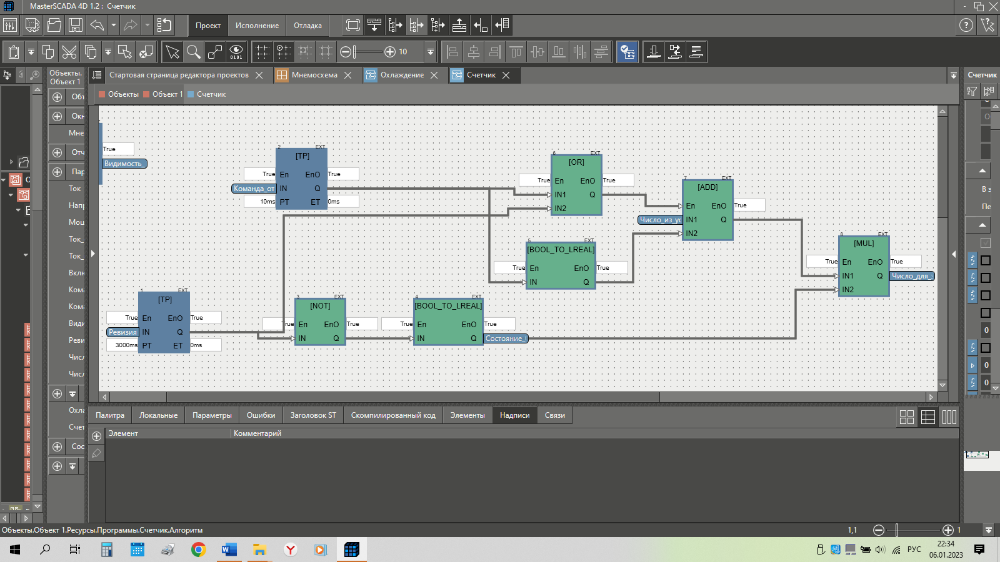 MasterSCADA 4D 1.2 : Счетчик
Проект
Исполнение
Отладка
10
Объекты.
Объект 1
Стартовая страница редактора проектов
Мнемосхема
Охлаждение
Счетчик
Счетчик
Объекты
Объект 1
Счетчик
Объ
Окн
Мне
Отч
Пар
Ток
Напр
Мощ
Ток_
Ток_
Вклю
Кома
Кома
Види
Реви
Числ
Числ
Охла
Счет
Соо
True
Видимость_
2
EXT
[TP]
True
En
EnO
True
Команда_от
IN
Q
10ms
PT
ET
0ms
6
EXT
[OR]
True
En
EnO
True
IN1
Q
IN2
7
EXT
[ADD]
En
EnO
True
Число_из_ус
IN1
Q
IN2
5
EXT
[BOOL_TO_LREAL]
True
En
EnO
True
IN
Q
8
EXT
[MUL]
True
En
EnO
True
IN1
Q
Число_для_
IN2
1
EXT
[TP]
True
En
EnO
True
Ревизия
IN
Q
3000ms
PT
ET
0ms
3
EXT
[NOT]
True
En
EnO
True
IN
Q
4
EXT
[BOOL_TO_LREAL]
True
En
EnO
True
IN
Q
Состояние_
В з
Пе
0
0
0
Палитра
Локальные
Параметры
Ошибки
Заголовок ST
Скомпилированный код
Элементы
Надписи
Связи
Элемент
Комментарий
Объекты.Объект 1.Ресурсы.Программы.Счетчик.Алгоритм
1,1
1
РУС
22:34
06.01.2023